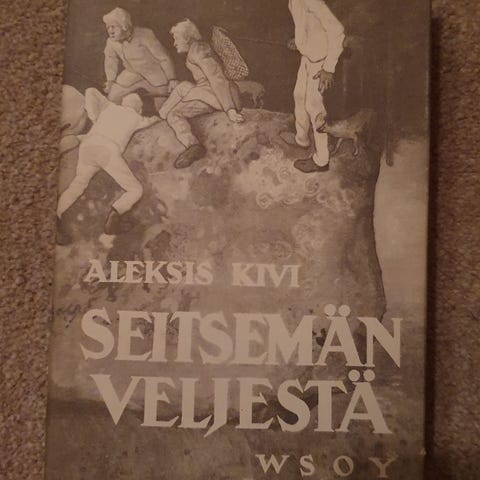 ALEKSIS KIVI
SEITSEMÄN
VELJESTÄ
WSOY